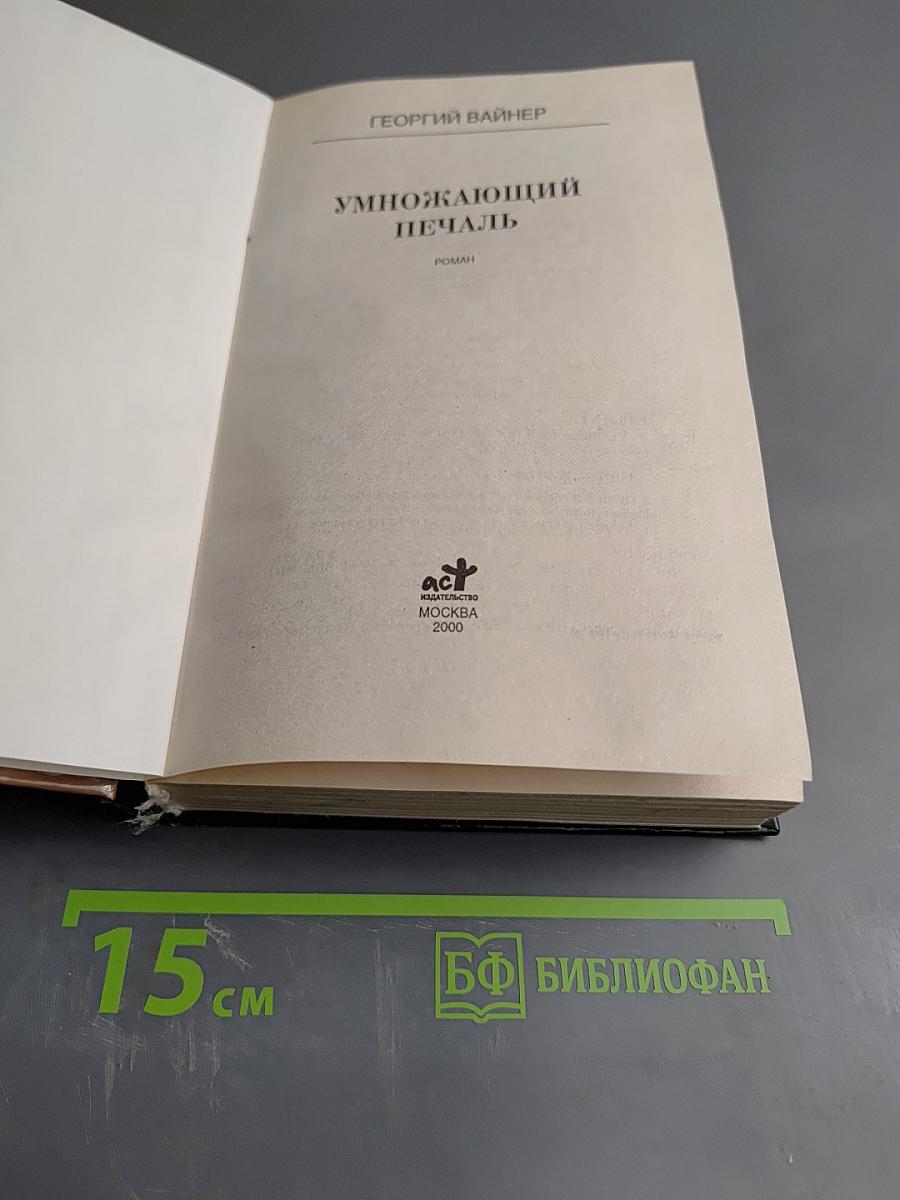 ГЕОРГИЙ ВАЙНЕР
УМНОЖАЮЩИЙ
ПЕЧАЛЬ
РОМАН
аст
ИЗДАТЕЛЬСТВО
МОСКВА
2000
15 см
БФ БИБЛИОФАН